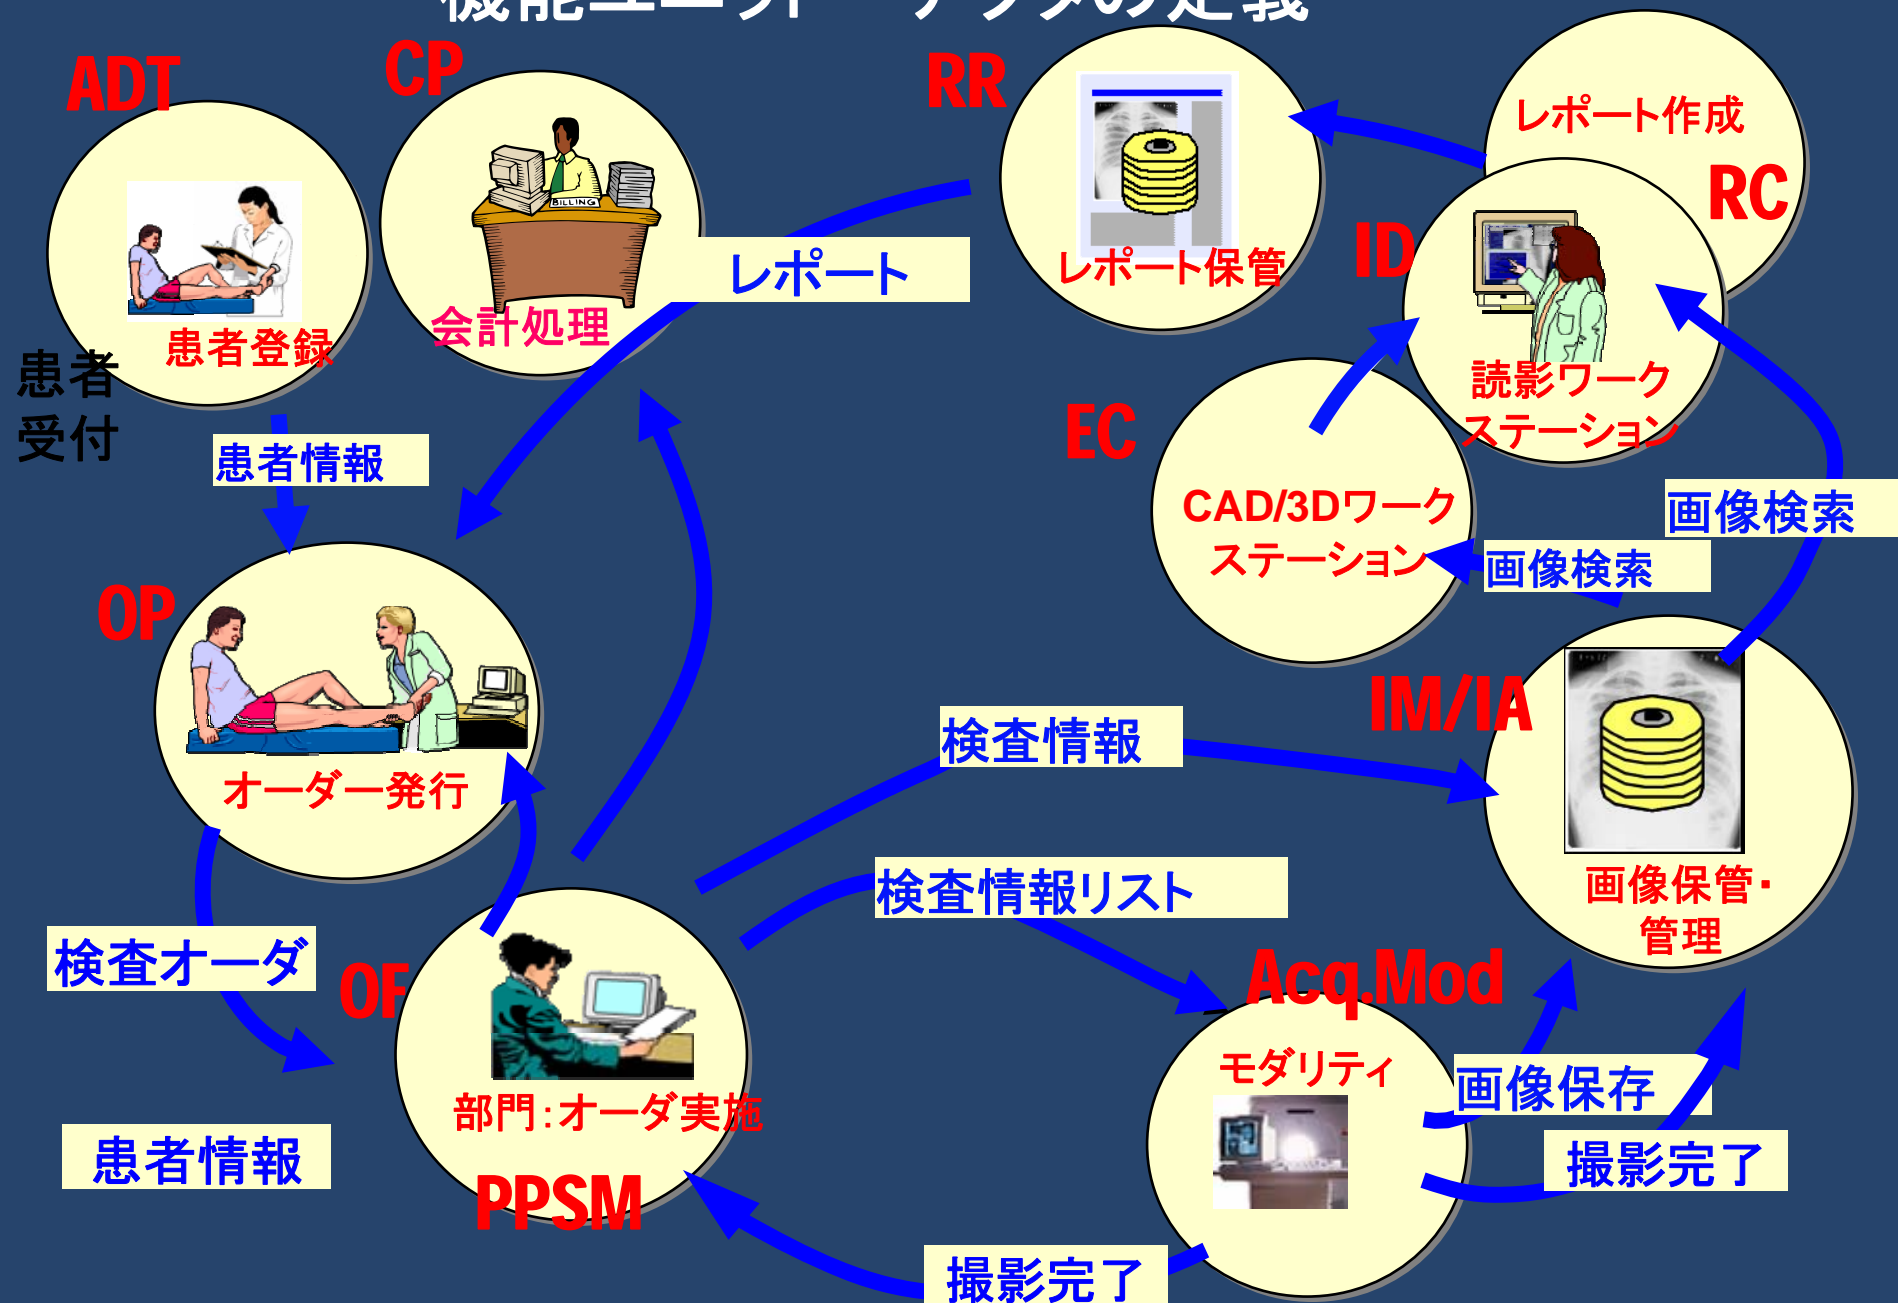 ADT
CP
RR
レポート作成
RC
BILLING
ID
レポート
レポート保管
会計処理
患者登録
患者
受付
患者情報
読影ワーク
ステーション
EC
CAD/3Dワーク
ステーション
画像検索
画像検索
OP
オーダー発行
IM/IA
検査情報
画像保管・
管理
検査情報リスト
検査オーダ
OF
Acq.Mod
モダリティ
部門:オーダ実施
画像保存
患者情報
撮影完了
PPSM
撮影完了